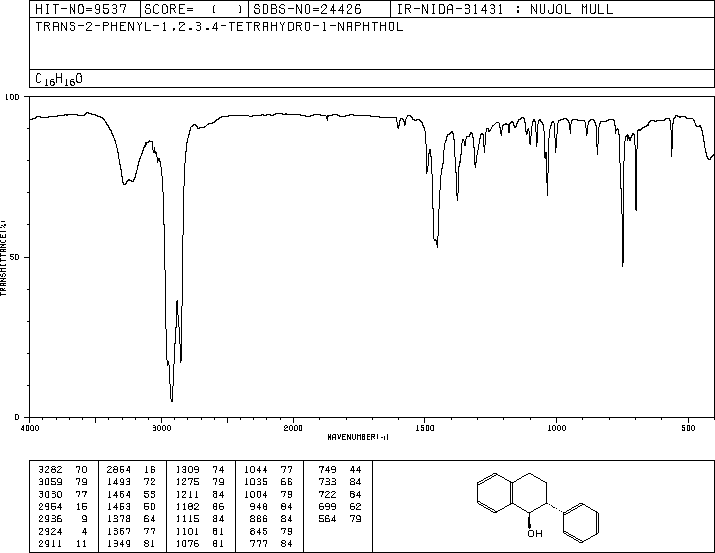 HIT-NO=9537 SCORE= ( ) SDBS-NO=24426 IR-NIDA-31431 : NUJOL MULL
TRANS-2-PHENYL-1,2,3,4-TETRAHYDRO-1-NAPHTHOL
C16H16O
100
50
0
TRANSMITTANCE(%)
4000 3000 2000 1500 1000 500
WAVENUMBER(-1)
3282 70 2864 16 1309 74 1044 77 749 44
3059 79 1493 72 1275 79 1035 66 733 84
3030 77 1464 55 1211 84 1004 79 722 84
2954 16 1453 50 1182 86 948 84 699 62
2936 9 1378 64 1115 84 886 84 564 79
2924 4 1367 77 1101 81 845 79
2911 11 1349 81 1076 81 777 84
OH